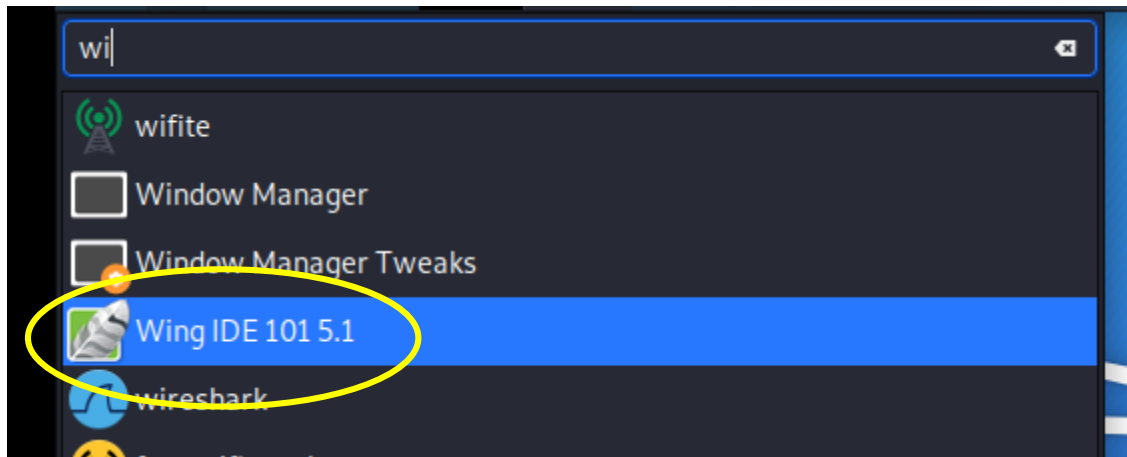 wi
wifite
Window Manager
Window Manager Tweaks
Wing IDE 101 5.1
wireshark